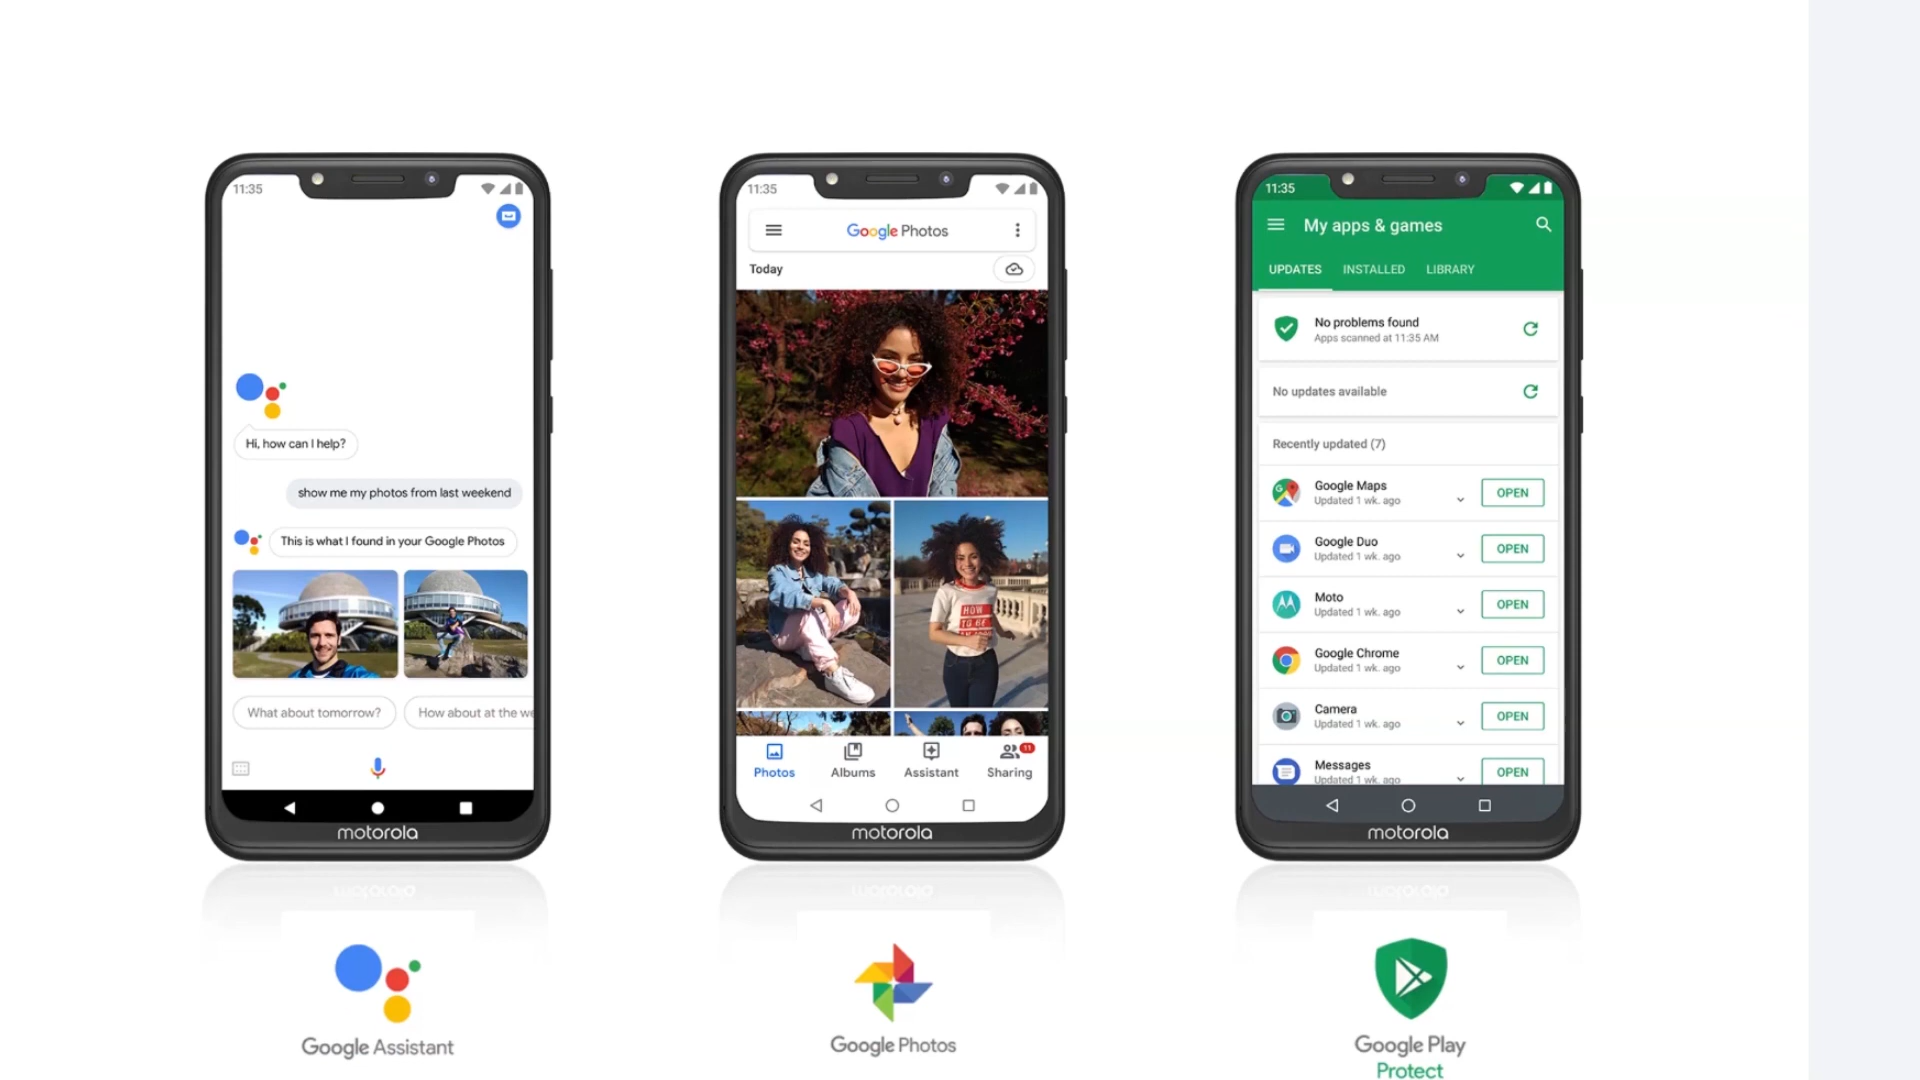 11:35
Hi, how can I help?
show me my photos from last weekend
This is what I found in your Google Photos
What about tomorrow?
How about at the we
motorola
Google Assistant
11:35
Google Photos
Today
HOW
TO BE
Photos
Albums
Assistant
11
Sharing
motorola
Google Photos
11:35
My apps & games
UPDATES
INSTALLED
LIBRARY
No problems found
Apps scanned at 11:35 AM
No updates available
Recently updated (7)
Google Maps
Updated 1 wk. ago
OPEN
Google Duo
Updated 1 wk. ago
OPEN
Moto
Updated 1 wk. ago
OPEN
Google Chrome
Updated 1 wk. ago
OPEN
Camera
Updated 1 wk. ago
OPEN
Messages
Updated 1 wk. ago
OPEN
motorola
Google Play
Protect